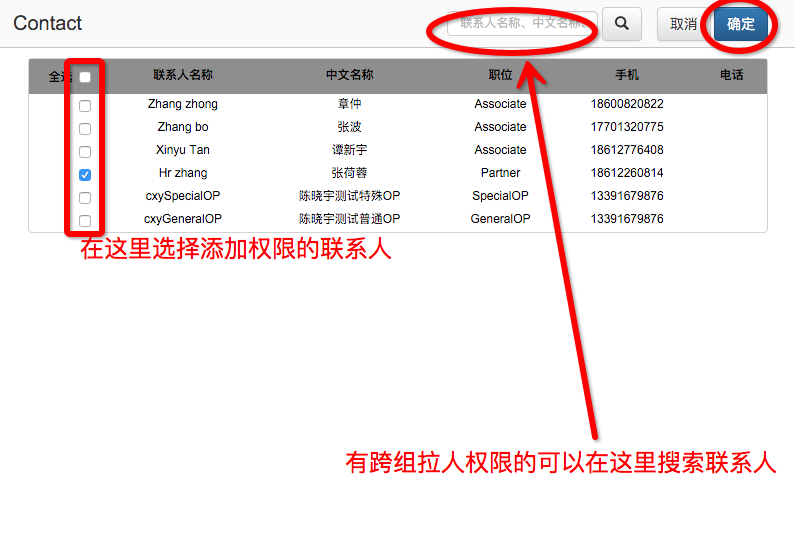 Contact
联系人名称、中文名称、
取消
确定
全选 联系人名称 中文名称 职位 手机 电话
Zhang zhong 章仲 Associate 18600820822
Zhang bo 张波 Associate 17701320775
Xinyu Tan 谭新宇 Associate 18612776408
Hr zhang 张荷蓉 Partner 18612260814
cxySpecialOP 陈晓宇测试特殊OP SpecialOP 13391679876
cxyGeneralOP 陈晓宇测试普通OP GeneralOP 13391679876
在这里选择添加权限的联系人
有跨组拉人权限的可以在这里搜索联系人